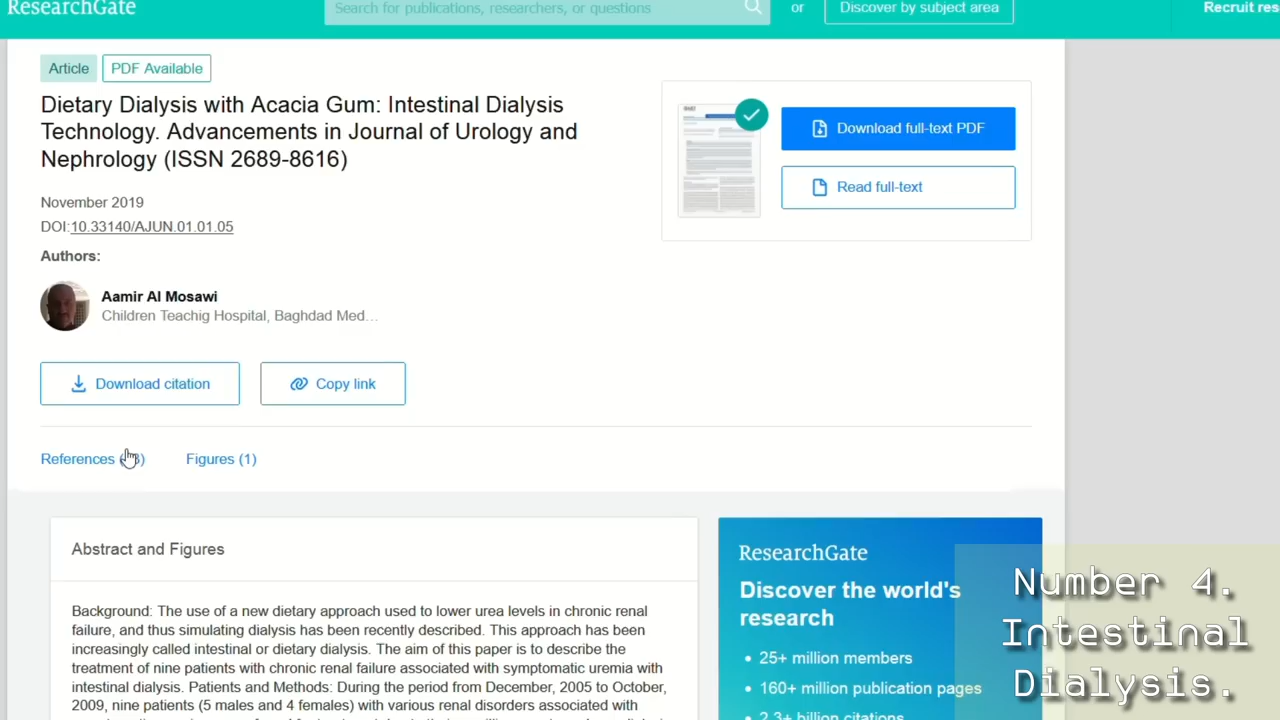 ResearchGate
Search for publications, researchers, or questions
or
Discover by subject area
Recruit res
Article
PDF Available
Dietary Dialysis with Acacia Gum: Intestinal Dialysis
Technology. Advancements in Journal of Urology and
Nephrology (ISSN 2689-8616)
Download full-text PDF
Read full-text
November 2019
DOI:10.33140/AJUN.01.01.05
Authors:
Aamir Al Mosawi
Children Teachig Hospital, Baghdad Med…
Download citation
Copy link
References
Figures (1)
Abstract and Figures
Background: The use of a new dietary approach used to lower urea levels in chronic renal
failure, and thus simulating dialysis has been recently described. This approach has been
increasingly called intestinal or dietary dialysis. The aim of this paper is to describe the
treatment of nine patients with chronic renal failure associated with symptomatic uremia with
intestinal dialysis. Patients and Methods: During the period from December, 2005 to October,
2009, nine patients (5 males and 4 females) with various renal disorders associated with
ResearchGate
Discover the world's
research
• 25+ million members
• 160+ million publication pages
• 2.3+ billion citations
Number 4.
Intestinal
Dialysis.